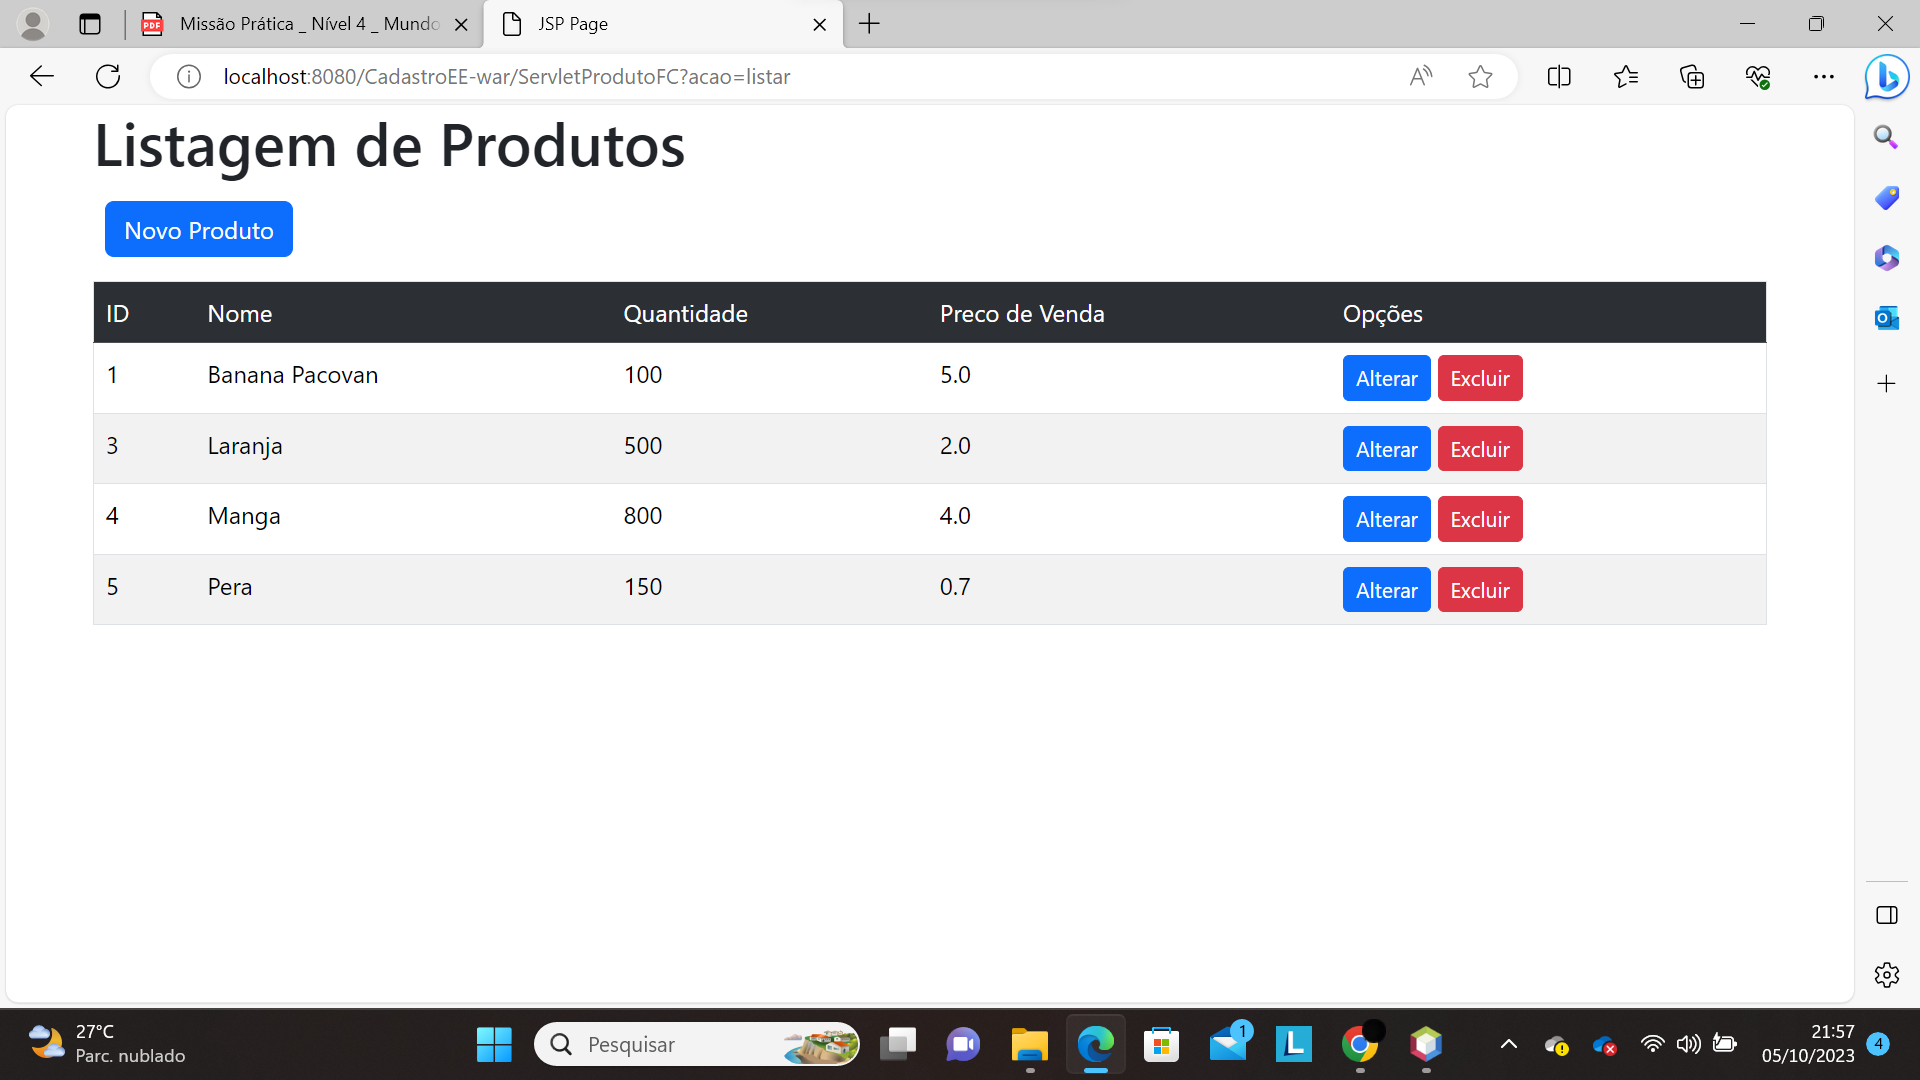 Missão Prática _ Nível 4 _ Mundo
JSP Page
localhost:8080/CadastroEE-war/ServletProdutoFC?acao=listar
Listagem de Produtos
Novo Produto
ID Nome Quantidade Preco de Venda Opções
1 Banana Pacovan 100 5.0 Alterar Excluir
3 Laranja 500 2.0 Alterar Excluir
4 Manga 800 4.0 Alterar Excluir
5 Pera 150 0.7 Alterar Excluir
27°C
Parc. nublado
Pesquisar
1
21:57
05/10/2023
4